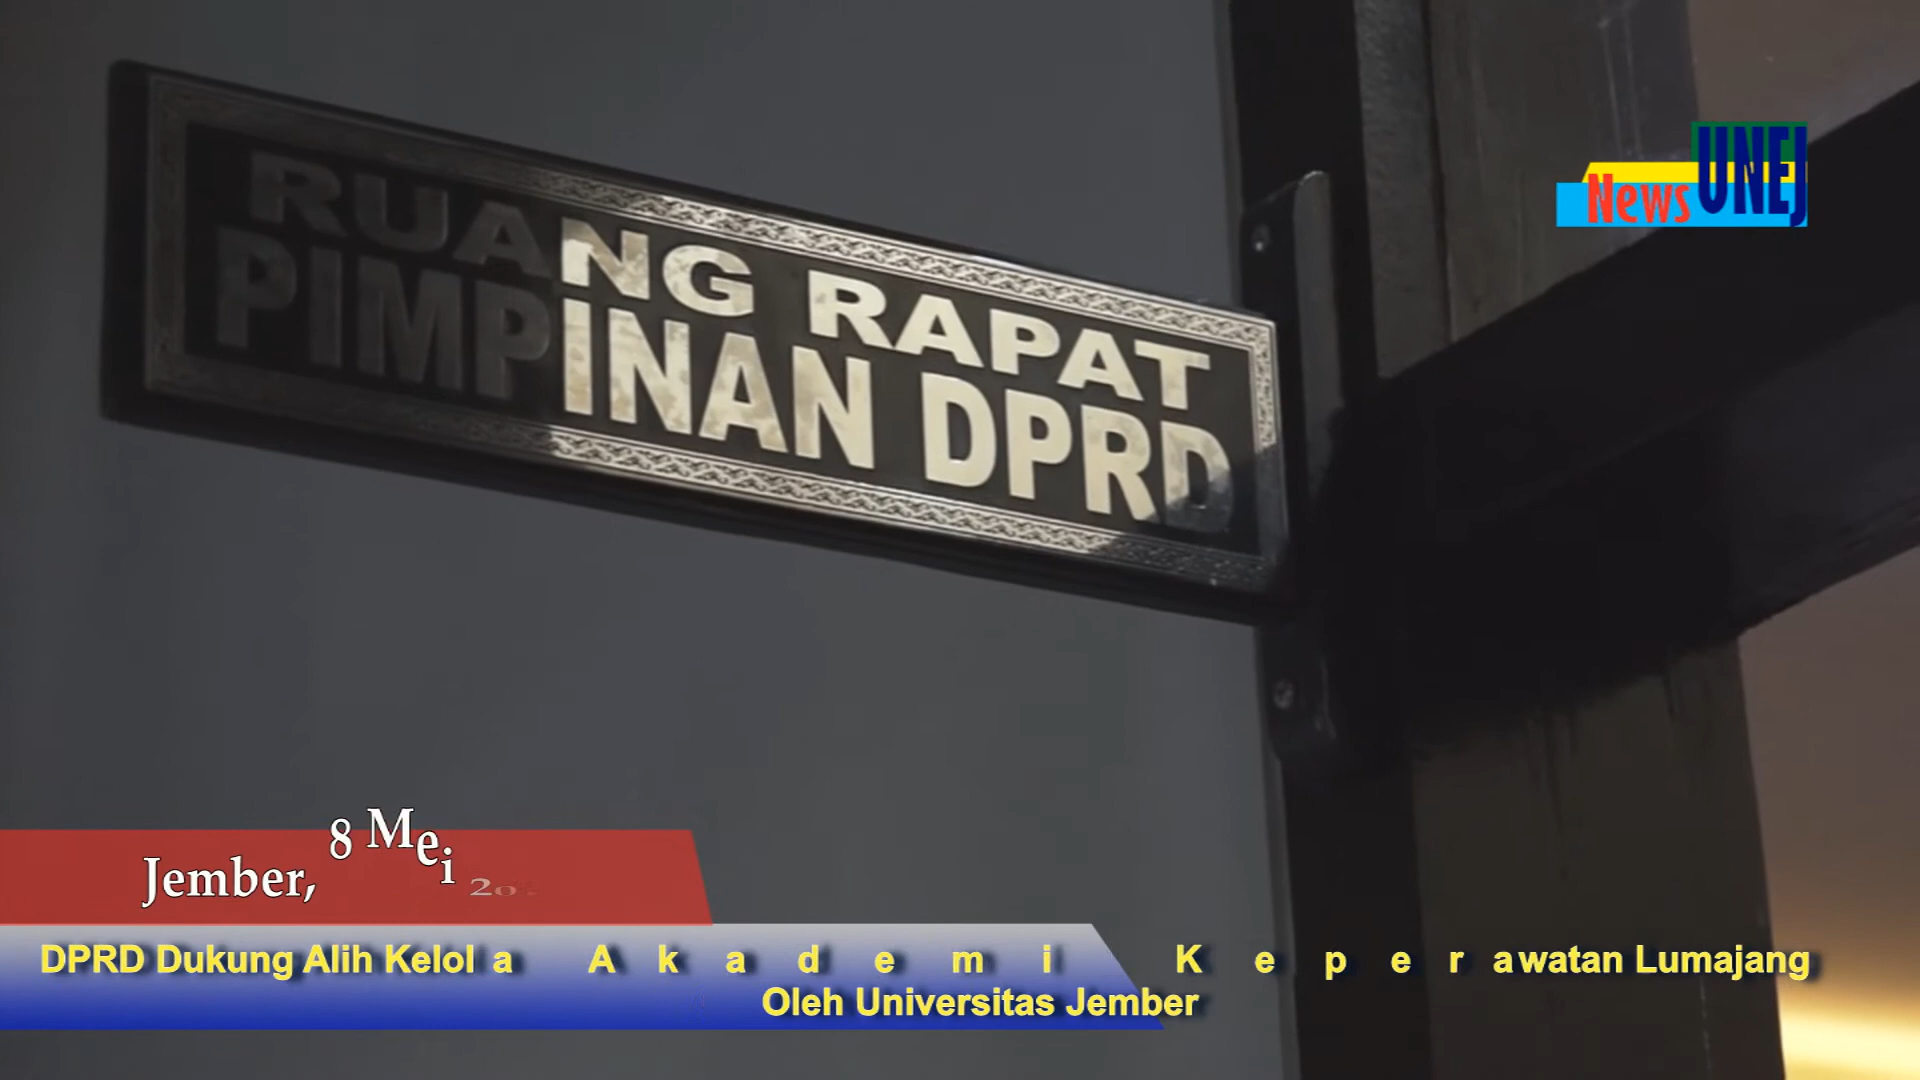 RUANG RAPAT
PIMPINAN DPRD
News UNEJ
Jember, 8 Mei
DPRD Dukung Alih Kelola Akademi Keperawatan Lumajang
Oleh Universitas Jember